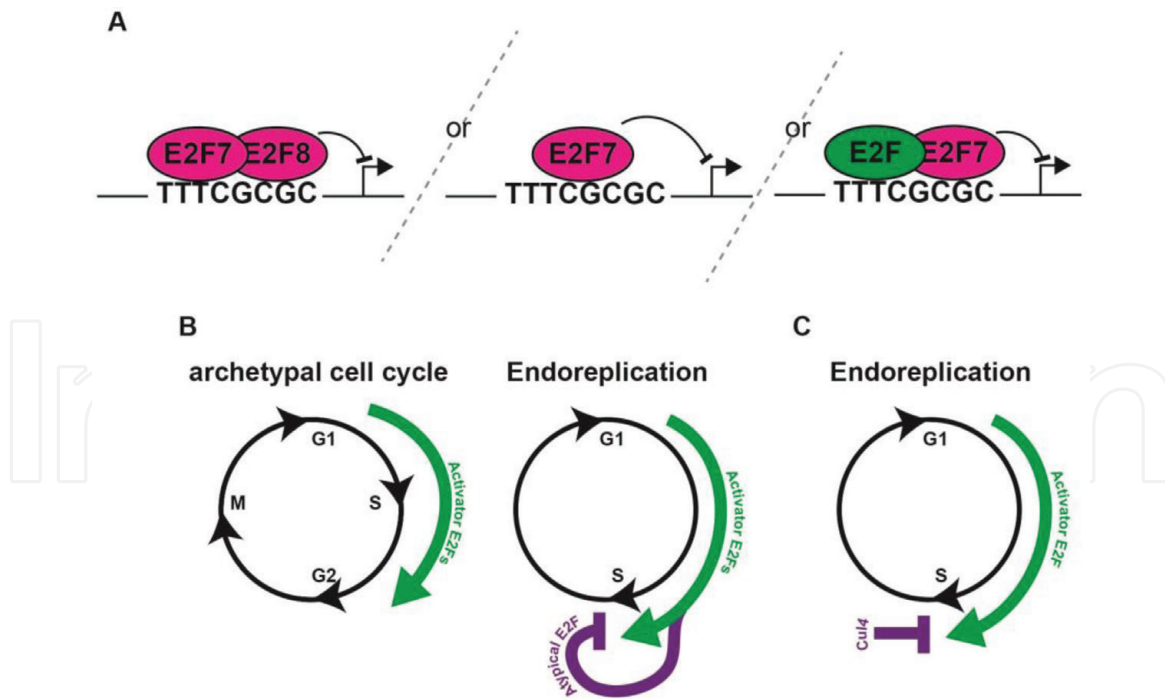 A
or
or
E2F7 E2F8
E2F7
E2F E2F7
TTTCGCGC
TTTCGCGC
TTTCGCGC
B
C
archetypal cell cycle
Endoreplication
Endoreplication
G1
S
G2
M
Activator E2Fs
G1
S
Activator E2Fs
Atypical E2F
G1
S
Activator E2F
Cul4